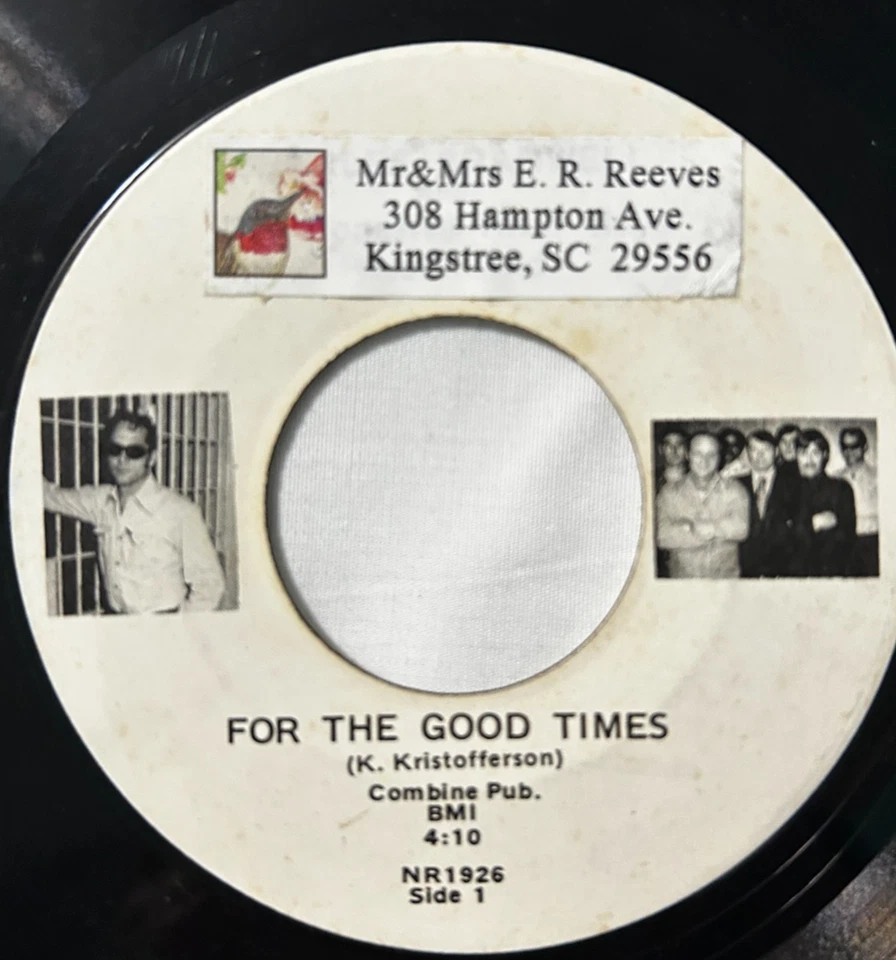 Mr&Mrs E. R. Reeves
308 Hampton Ave.
Kingstree, SC 29556
FOR THE GOOD TIMES
(K. Kristofferson)
Combine Pub.
BMI
4:10
NR1926
Side 1